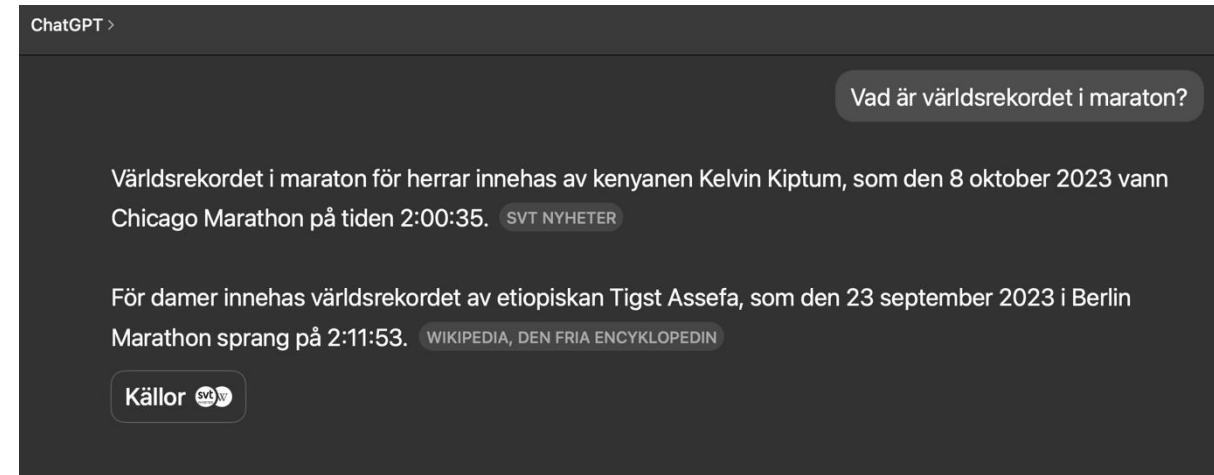 ChatGPT >
Vad är världsrekordet i maraton?
Världsrekordet i maraton för herrar innehas av kenyanen Kelvin Kiptum, som den 8 oktober 2023 vann
Chicago Marathon på tiden 2:00:35. SVT NYHETER
För damer innehas världsrekordet av etiopiskan Tigst Assefa, som den 23 september 2023 i Berlin
Marathon sprang på 2:11:53. WIKIPEDIA, DEN FRIA ENCYKLOPEDIN
Källor svt W